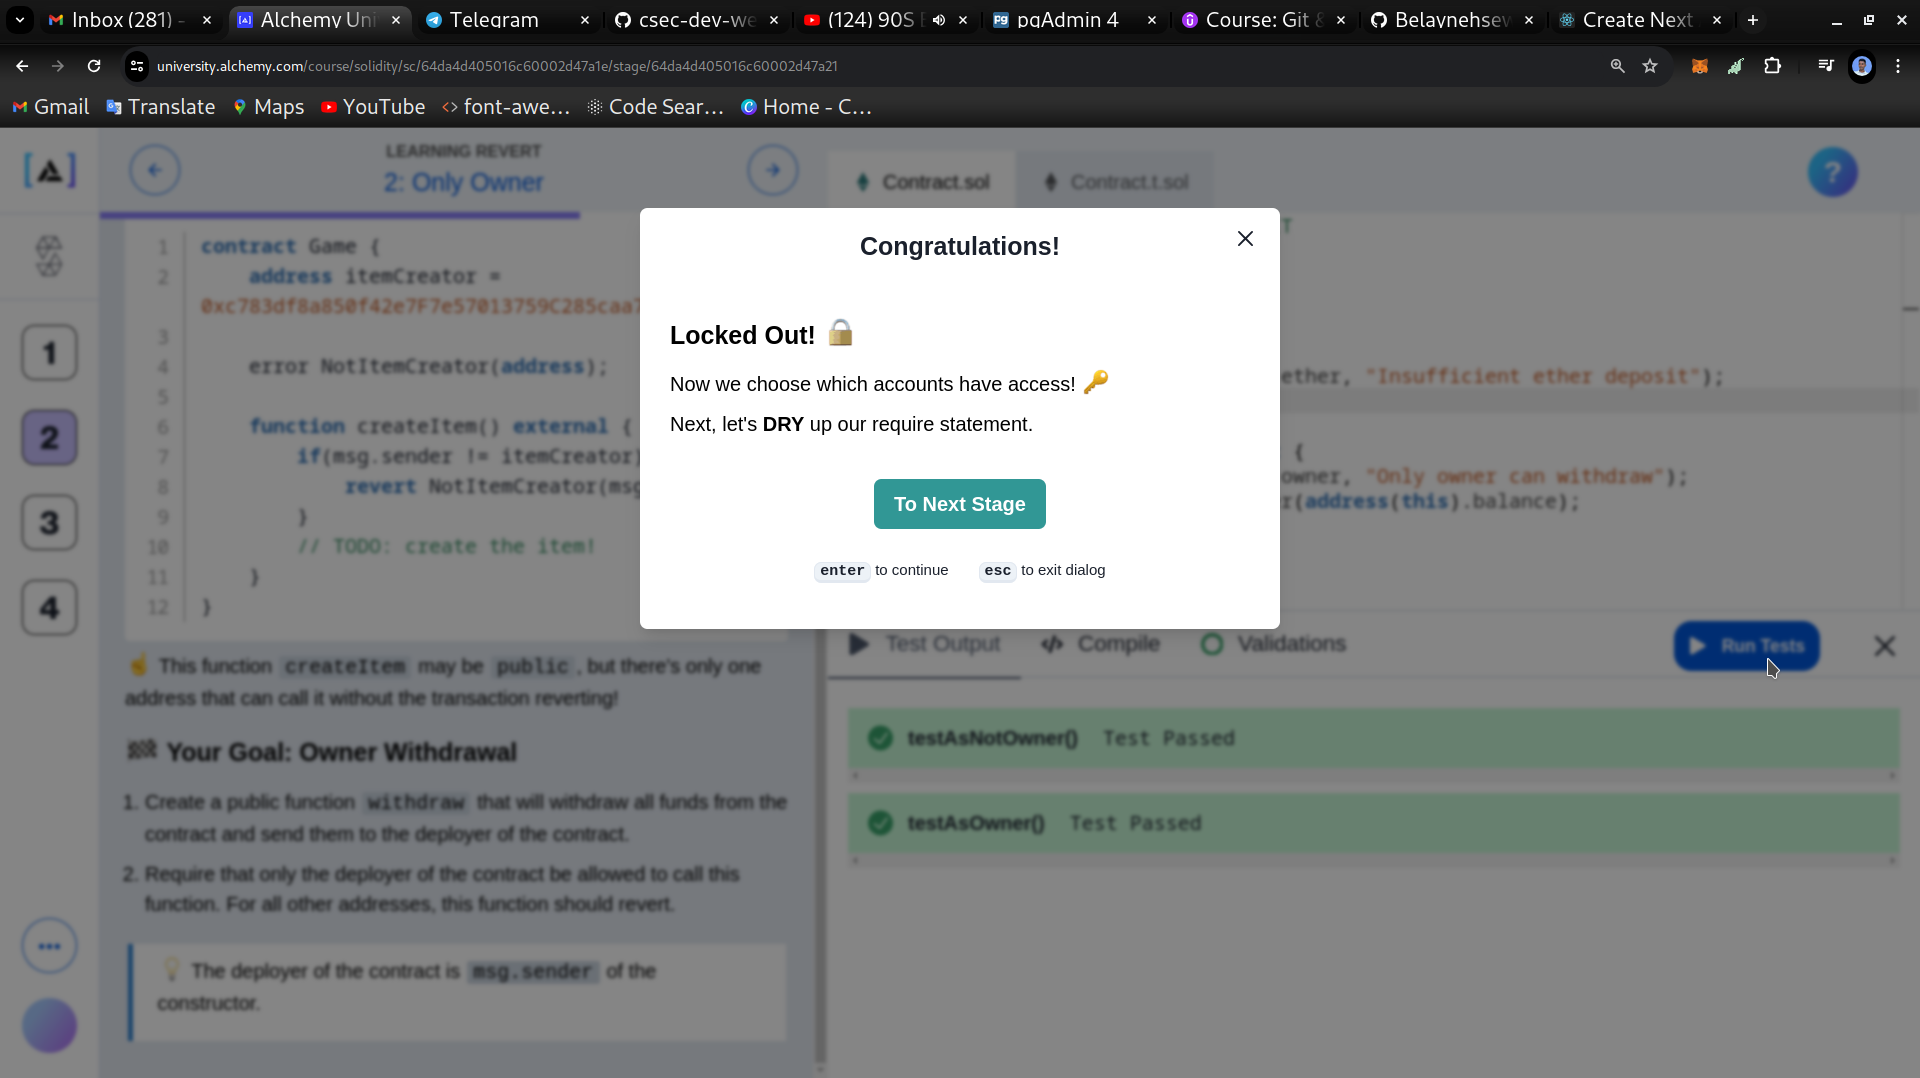 Inbox (281) -
Alchemy Uni
Telegram
csec-dev-we
(124) 90S
pgAdmin 4
Course: Git &
Belaynehsew
Create Next
university.alchemy.com/course/solidity/sc/64da4d405016c60002d47a1e/stage/64da4d405016c60002d47a21
Gmail
Translate
Maps
YouTube
font-awe...
Code Sear...
Home - C...
LEARNING REVERT
2: Only Owner
1
2
3
4
1 contract Game {
2 address itemCreator =
0xc783df8a850f42e7F7e57013759C285caa7
3
4 error NotItemCreator(address);
5
6 function createItem() external {
7 if(msg.sender != itemCreator)
8 revert NotItemCreator(msg
9 }
10 // TODO: create the item!
11 }
12 }
This function createItem may be public, but there's only one
address that can call it without the transaction reverting!
Your Goal: Owner Withdrawal
1. Create a public function withdraw that will withdraw all funds from the
contract and send them to the deployer of the contract.
2. Require that only the deployer of the contract be allowed to call this
function. For all other addresses, this function should revert.
The deployer of the contract is msg.sender of the
constructor.
Contract.sol
Contract.t.sol
?
T
ether, "Insufficient ether deposit");
{
owner, "Only owner can withdraw");
r(address(this).balance);
Congratulations!
Locked Out!
Now we choose which accounts have access!
Next, let's DRY up our require statement.
To Next Stage
enter to continue
esc to exit dialog
Test Output
Compile
Validations
Run Tests
testAsNotOwner() Test Passed
testAsOwner() Test Passed